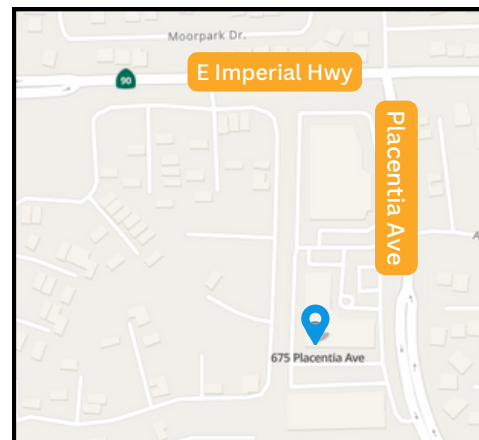 Moorpark Dr.
E Imperial Hwy
90
Placentia Ave
A
675 Placentia Ave